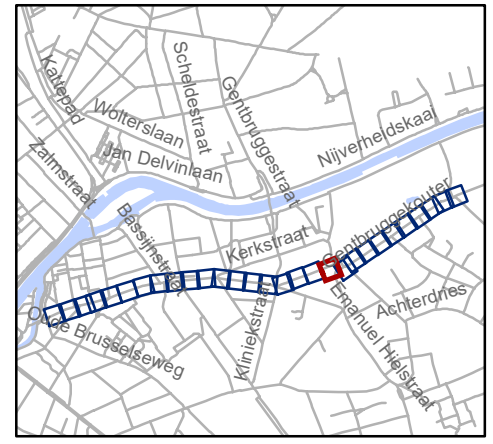 Kattepad
Scheldestraat
Gentbruggestraat
Wolterslaan
Nijverheidskaai
Zalmstraat
Jan Delvinlaan
Bassijnstraat
Gentbruggekouter
Kerkstraat
Kliniekstraat
Emanuel Hielstraat
Achterdries
Oude Brusselseweg